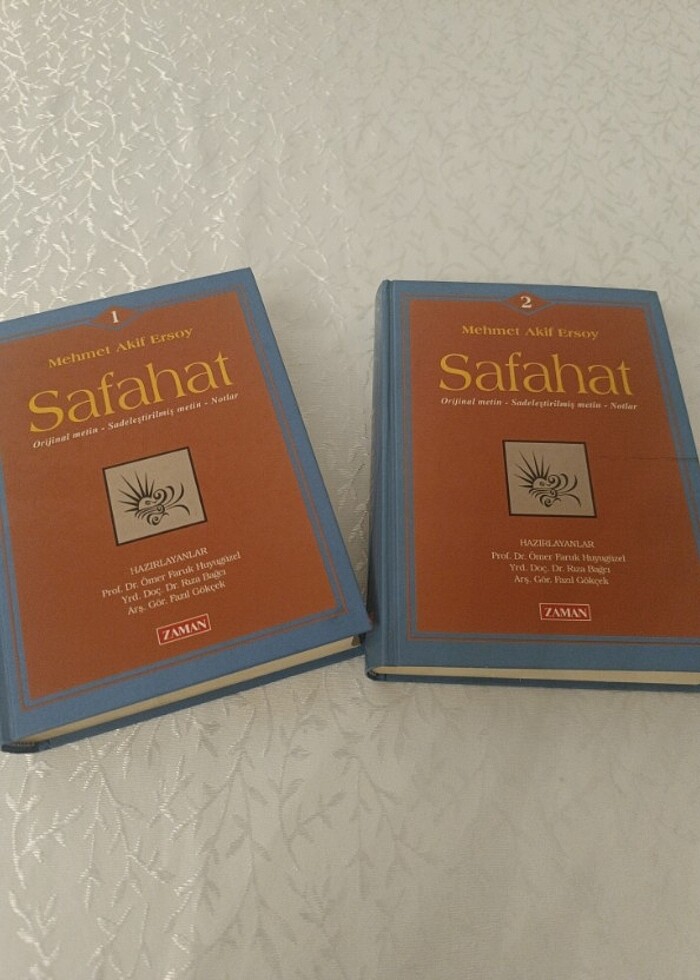 1
Mehmet Akif Ersoy
Safahat
Orijinal metin - Sadeleştirilmiş metin - Notlar
HAZIRLAYANLAR
Prof. Dr. Ömer Faruk Huyugüzel
Yrd. Doç. Dr. Rıza Bağcı
Arş. Gör. Fazıl Gökçek
ZAMAN
2
Mehmet Akif Ersoy
Safahat
Orijinal metin - Sadeleştirilmiş metin - Notlar
HAZIRLAYANLAR
Prof. Dr. Ömer Faruk Huyugüzel
Yrd. Doç. Dr. Rıza Bağcı
Arş. Gör. Fazıl Gökçek
ZAMAN